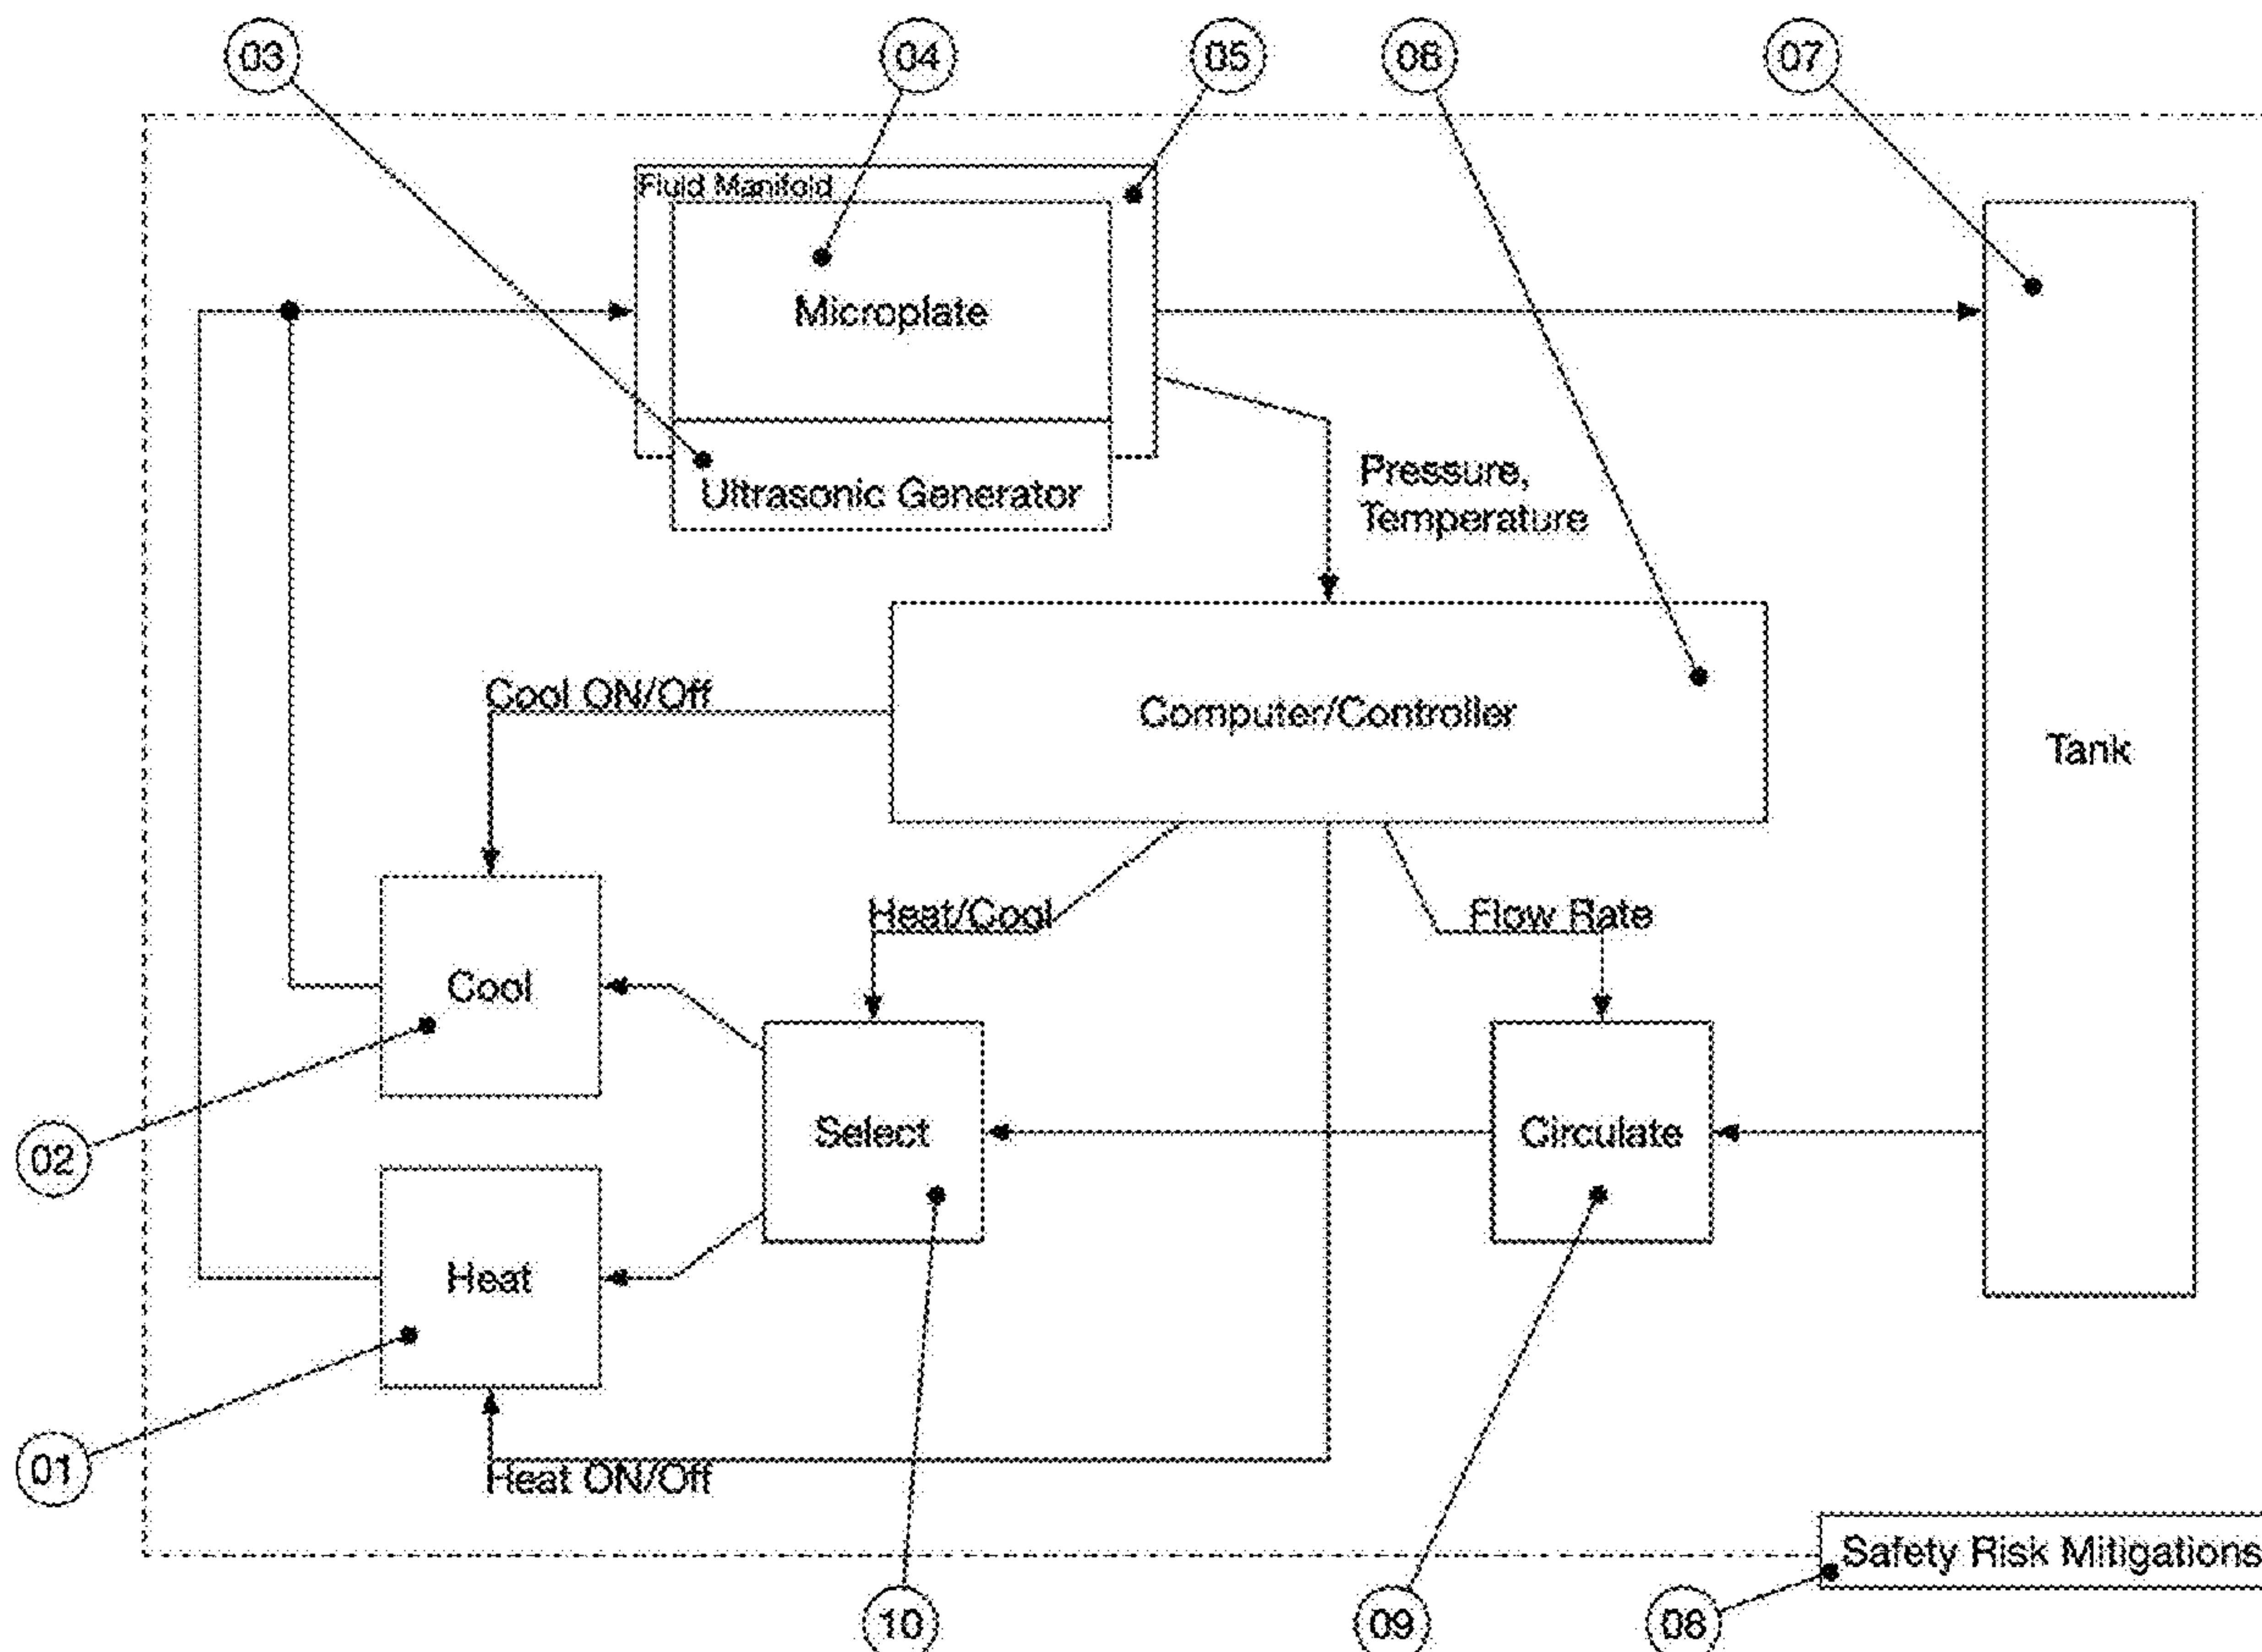 03
04
05
06
07
Fluid Manifold
Microplate
Ultrasonic Generator
Pressure,
Temperature
Cool ON/Off
Computer/Controller
Tank
Heat/Cool
Flow Rate
Cool
Select
Circulate
02
Heat
01
Heat ON/Off
Safety Risk Mitigations
10
09
08